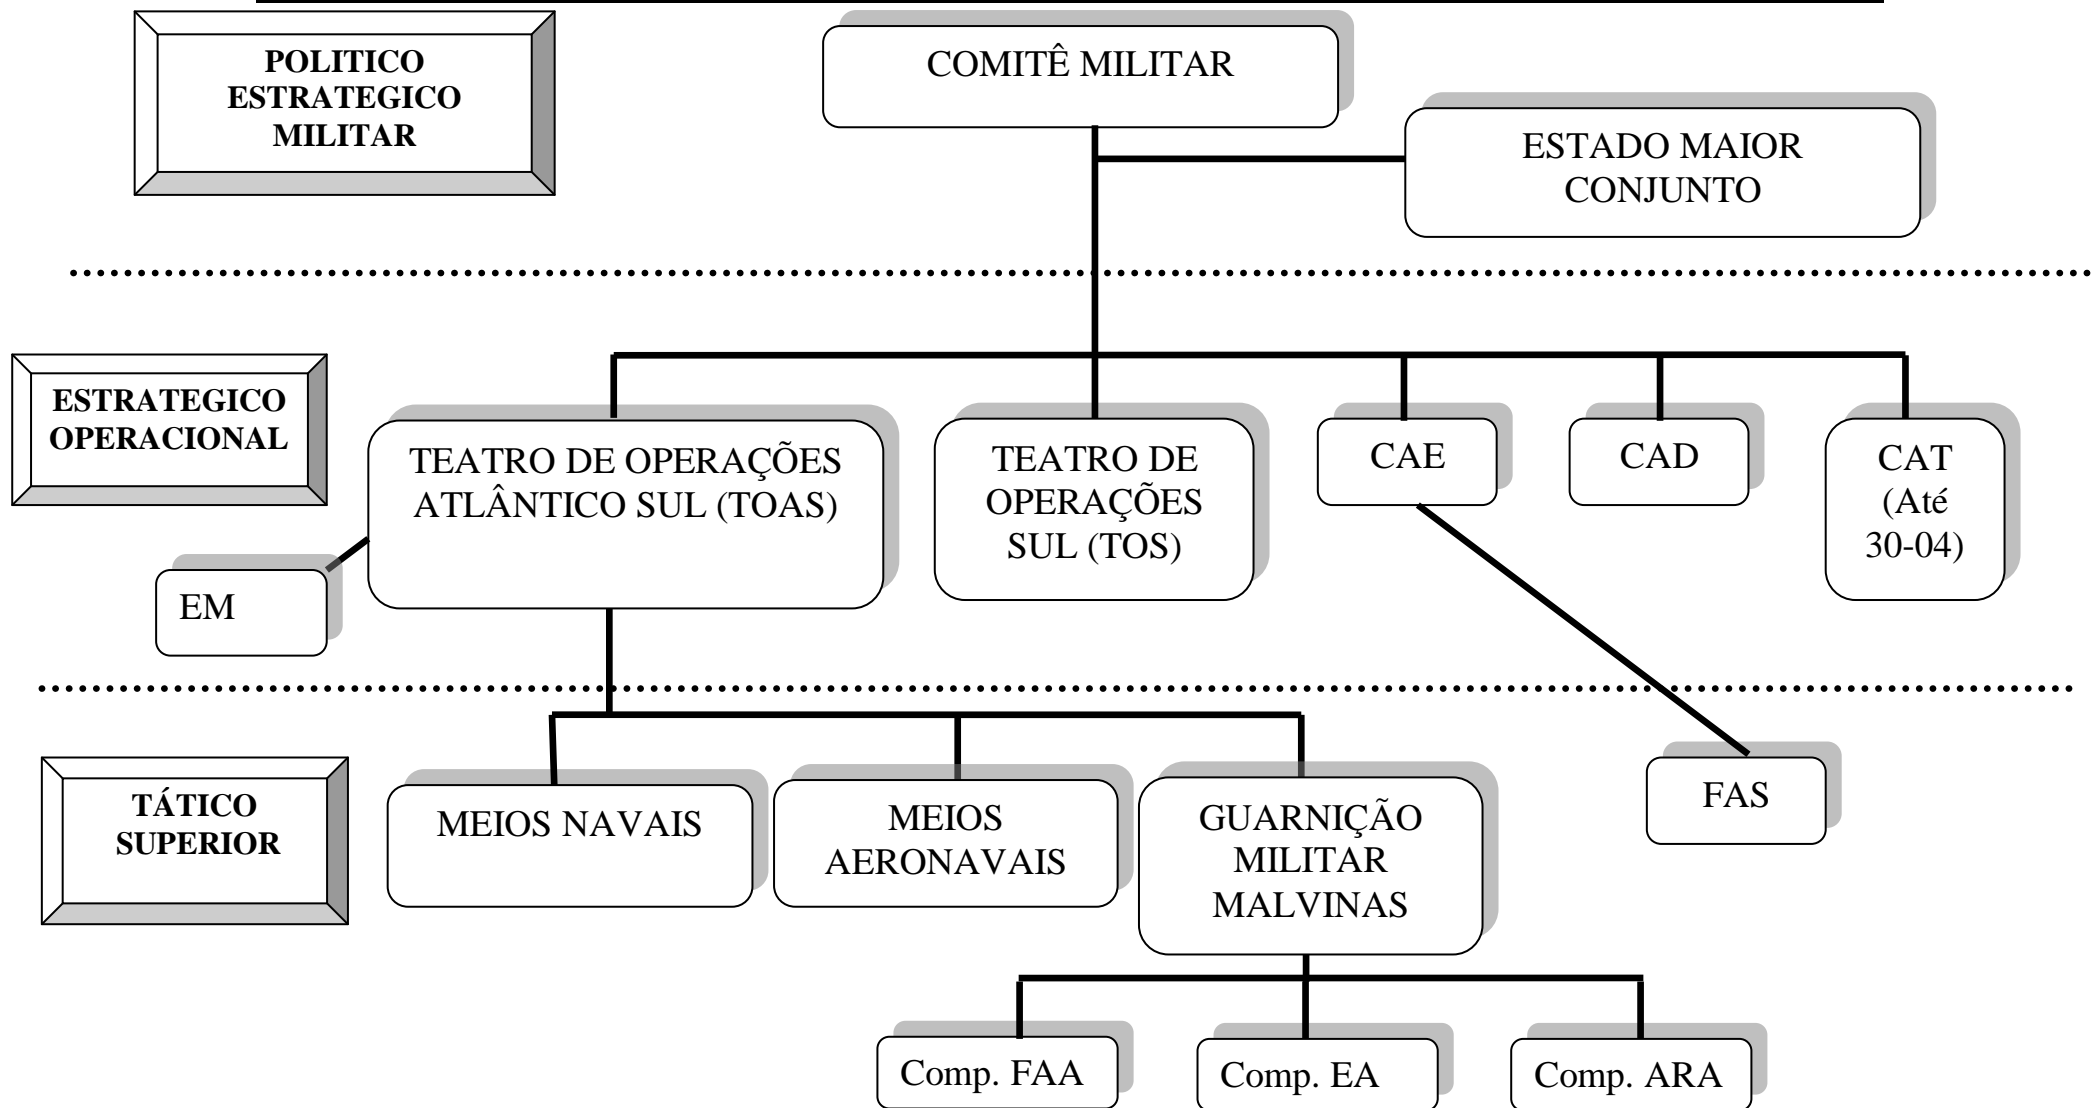 POLITICO
ESTRATEGICO
MILITAR
COMITÊ MILITAR
ESTADO MAIOR
CONJUNTO
ESTRATEGICO
OPERACIONAL
TEATRO DE OPERAÇÕES
ATLÂNTICO SUL (TOAS)
TEATRO DE
OPERAÇÕES
SUL (TOS)
CAE
CAD
CAT
(Até
30-04)
EM
TÁTICO
SUPERIOR
MEIOS NAVAIS
MEIOS
AERONAVAIS
GUARNIÇÃO
MILITAR
MALVINAS
FAS
Comp. FAA
Comp. EA
Comp. ARA